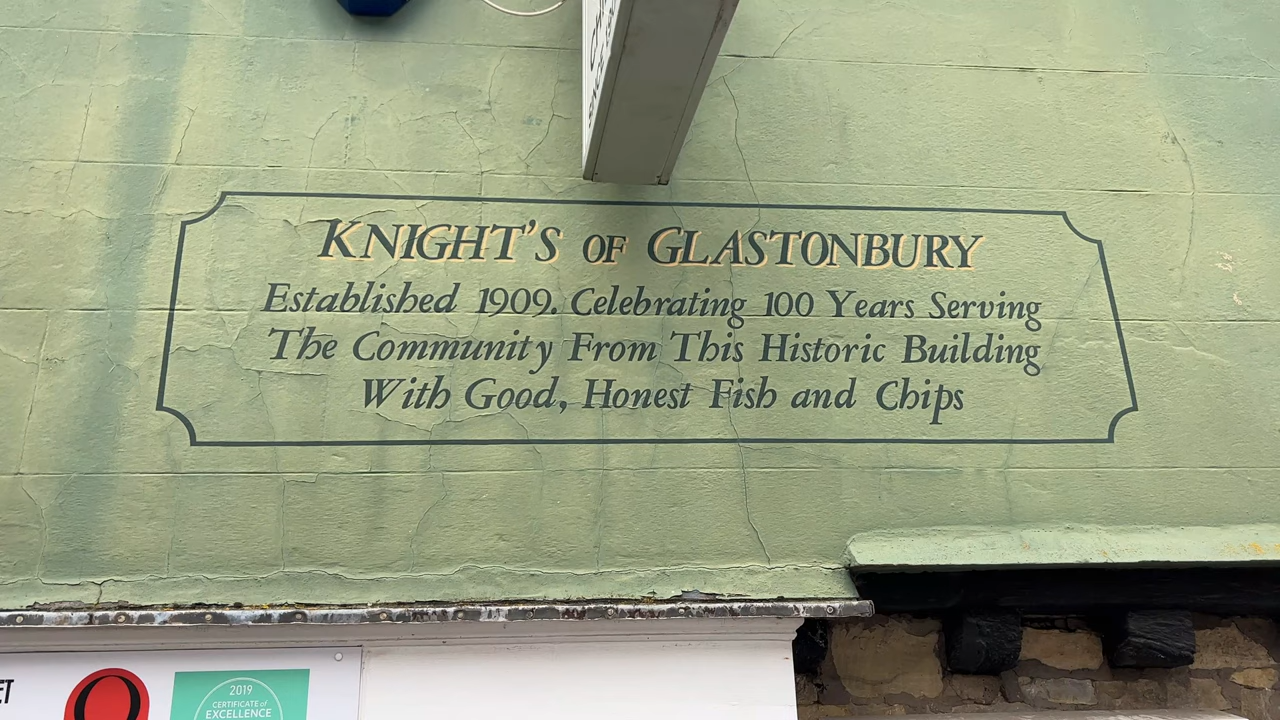 KNIGHT'S OF GLASTONBURY
Established 1909. Celebrating 100 Years Serving
The Community From This Historic Building
With Good, Honest Fish and Chips
2019
CERTIFICATE of
EXCELLENCE